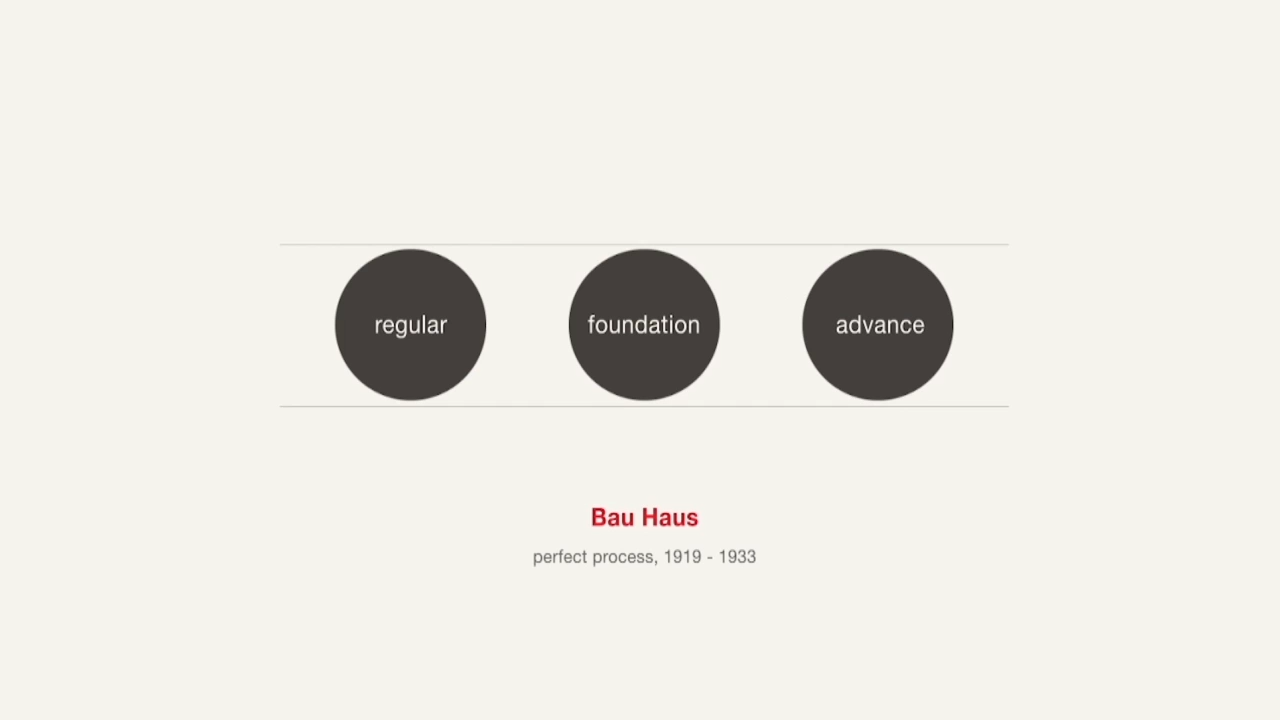 regular foundation advance
Bau Haus
perfect process, 1919 - 1933